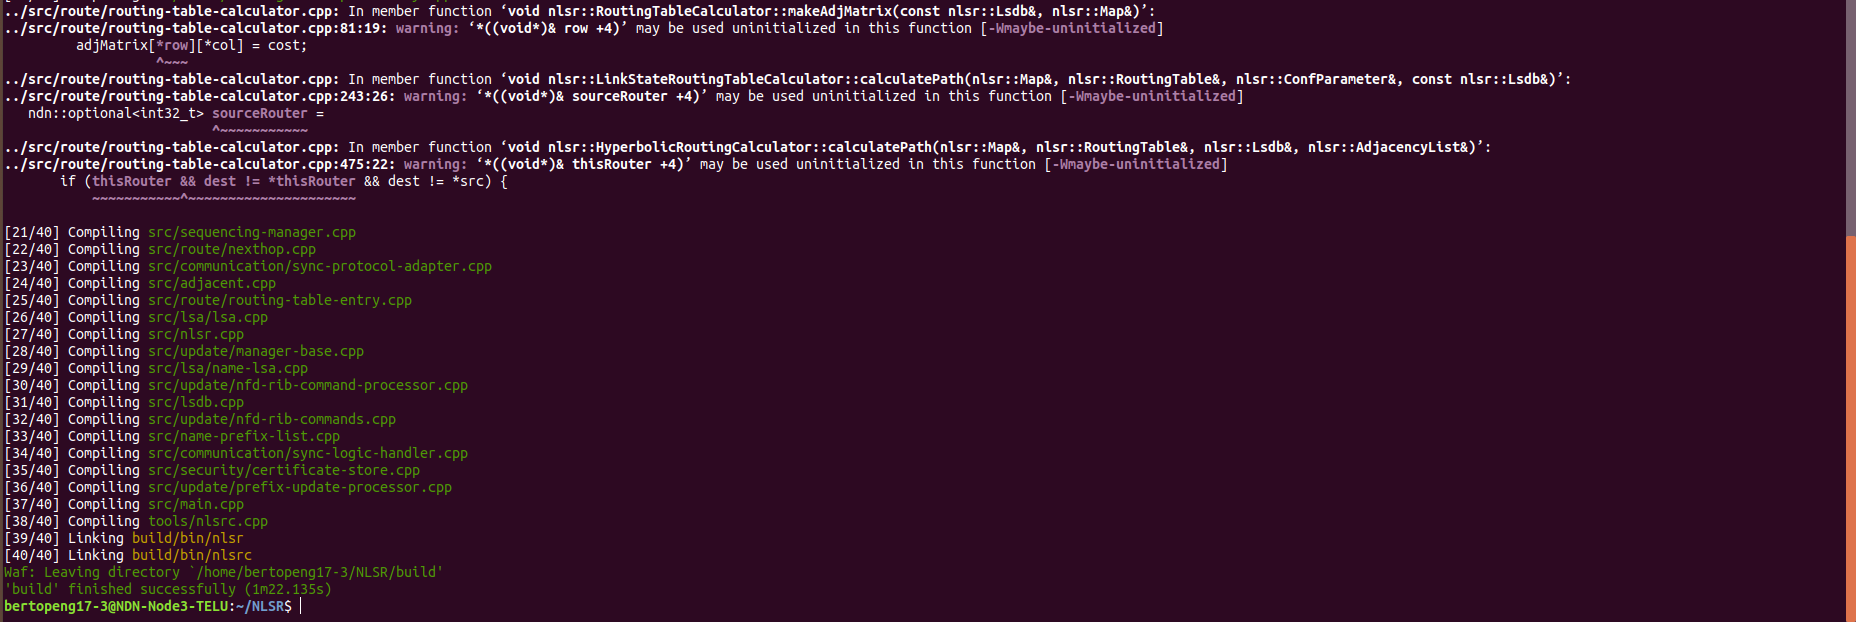 ../src/route/routing-table-calculator.cpp: In member function ‘void nlsr::RoutingTableCalculator::makeAdjMatrix(const nlsr::Lsdb&, nlsr::Map&)’:
../src/route/routing-table-calculator.cpp:81:19: warning: ‘*((void*)& row +4)’ may be used uninitialized in this function [-Wmaybe-uninitialized]
         adjMatrix[*row][*col] = cost;
                   ^~~~
../src/route/routing-table-calculator.cpp: In member function ‘void nlsr::LinkStateRoutingTableCalculator::calculatePath(nlsr::Map&, nlsr::RoutingTable&, nlsr::ConfParameter&, const nlsr::Lsdb&)’:
../src/route/routing-table-calculator.cpp:243:26: warning: ‘*((void*)& sourceRouter +4)’ may be used uninitialized in this function [-Wmaybe-uninitialized]
   ndn::optional<int32_t> sourceRouter =
                          ^~~~~~~~~~~~
../src/route/routing-table-calculator.cpp: In member function ‘void nlsr::HyperbolicRoutingCalculator::calculatePath(nlsr::Map&, nlsr::RoutingTable&, nlsr::Lsdb&, nlsr::AdjacencyList&)’:
../src/route/routing-table-calculator.cpp:475:22: warning: ‘*((void*)& thisRouter +4)’ may be used uninitialized in this function [-Wmaybe-uninitialized]
       if (thisRouter && dest != *thisRouter && dest != *src) {
           ~~~~~~~~~~~^~~~~~~~~~~~~~~~~~~~~~
[21/40] Compiling src/sequencing-manager.cpp
[22/40] Compiling src/route/nexthop.cpp
[23/40] Compiling src/communication/sync-protocol-adapter.cpp
[24/40] Compiling src/adjacent.cpp
[25/40] Compiling src/route/routing-table-entry.cpp
[26/40] Compiling src/lsa/lsa.cpp
[27/40] Compiling src/nlsr.cpp
[28/40] Compiling src/update/manager-base.cpp
[29/40] Compiling src/lsa/name-lsa.cpp
[30/40] Compiling src/update/nfd-rib-command-processor.cpp
[31/40] Compiling src/lsdb.cpp
[32/40] Compiling src/update/nfd-rib-commands.cpp
[33/40] Compiling src/name-prefix-list.cpp
[34/40] Compiling src/communication/sync-logic-handler.cpp
[35/40] Compiling src/security/certificate-store.cpp
[36/40] Compiling src/update/prefix-update-processor.cpp
[37/40] Compiling src/main.cpp
[38/40] Compiling tools/nlsrc.cpp
[39/40] Linking build/bin/nlsr
[40/40] Linking build/bin/nlsrc
Waf: Leaving directory `/home/bertopeng17-3/NLSR/build'
'build' finished successfully (1m22.135s)
bertopeng17-3@NDN-Node3-TELU:~/NLSR$